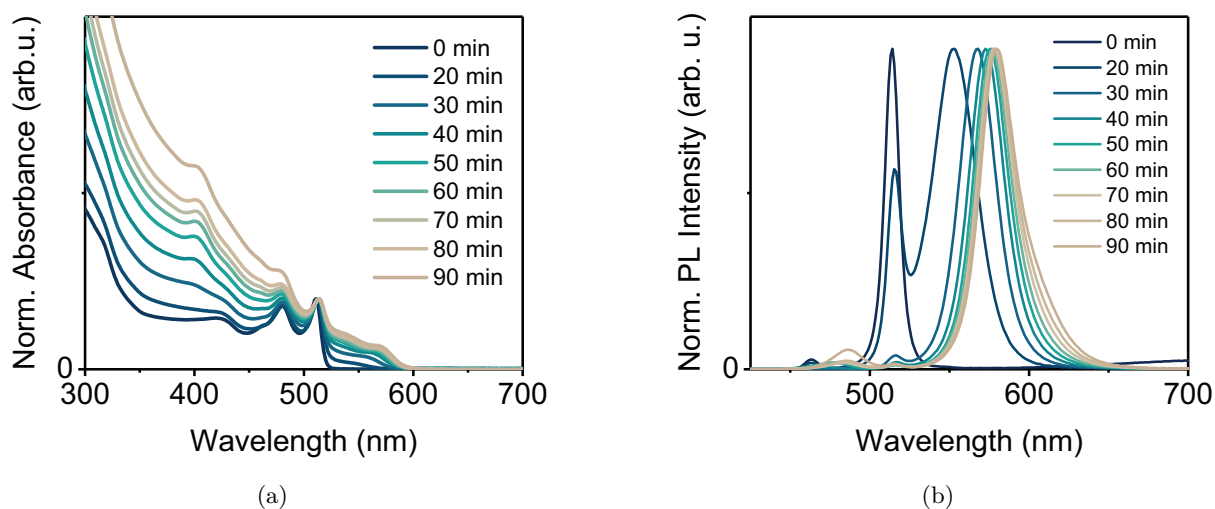 Norm. Absorbance (arb.u.)
0 min
20 min
30 min
40 min
50 min
60 min
70 min
80 min
90 min
0
300
400
500
600
700
Wavelength (nm)
(a)
Norm. PL Intensity (arb. u.)
0 min
20 min
30 min
40 min
50 min
60 min
70 min
80 min
90 min
0
500
600
700
Wavelength (nm)
(b)